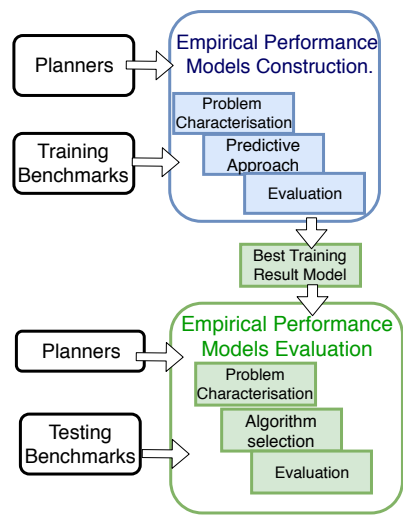 Empirical Performance
Models Construction.
Planners
Problem
Characterisation
Training
Benchmarks
Predictive
Approach
Evaluation
Best Training
Result Model
Empirical Performance
Models Evaluation
Planners
Problem
Characterisation
Testing
Benchmarks
Algorithm
selection
Evaluation